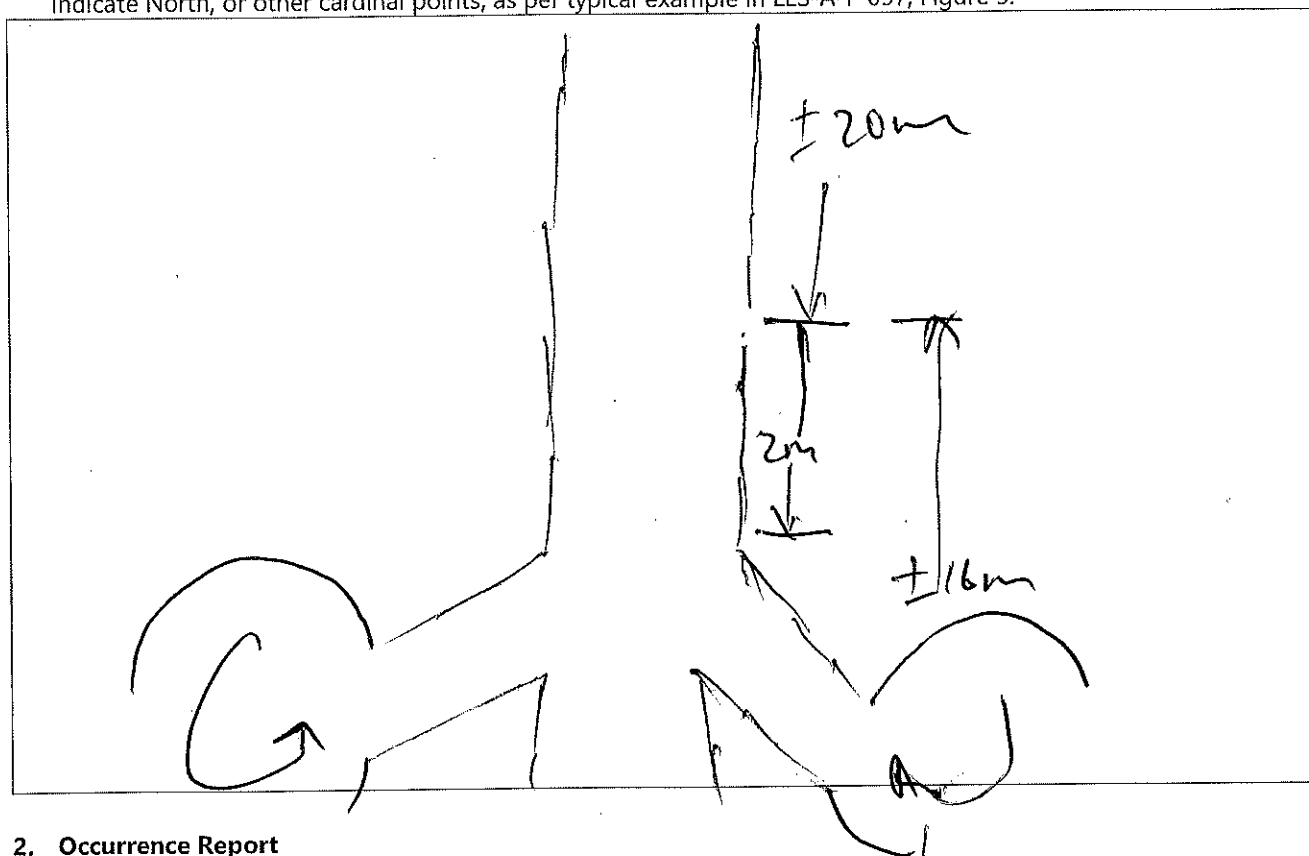 indicate North, or other cardinal points, as per typical example in
±20m
2m
±16m
2. Occurrence Report